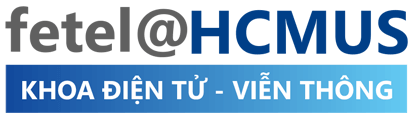 fetel@HCMUS
KHOA ĐIỆN TỬ - VIỄN THÔNG